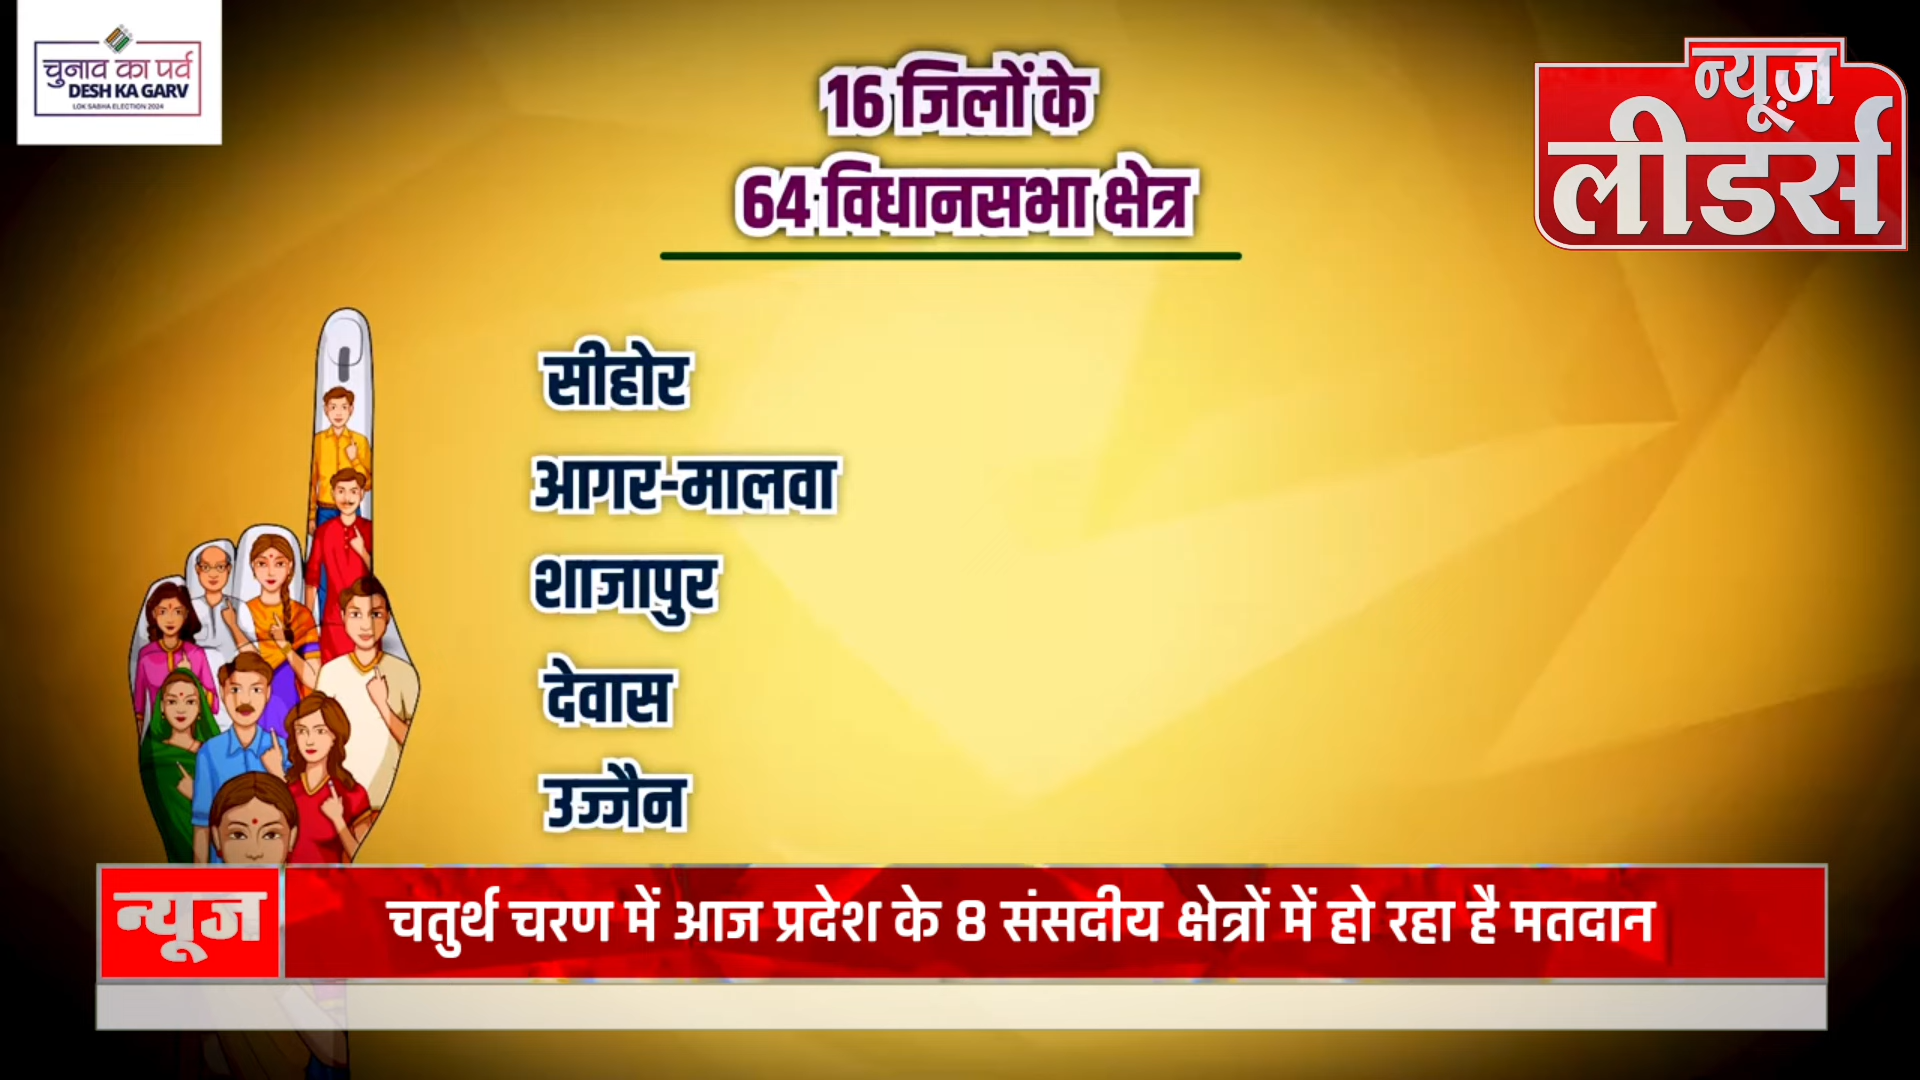 चुनाव का पर्व
DESH KA GARV
LOK SABHA ELECTION 2024
16 जिलों के
64 विधानसभा क्षेत्र
न्यूज़
लीडर्स
सीहोर
आगर-मालवा
शाजापुर
देवास
उज्जैन
न्यूज
चतुर्थ चरण में आज प्रदेश के 8 संसदीय क्षेत्रों में हो रहा है मतदान